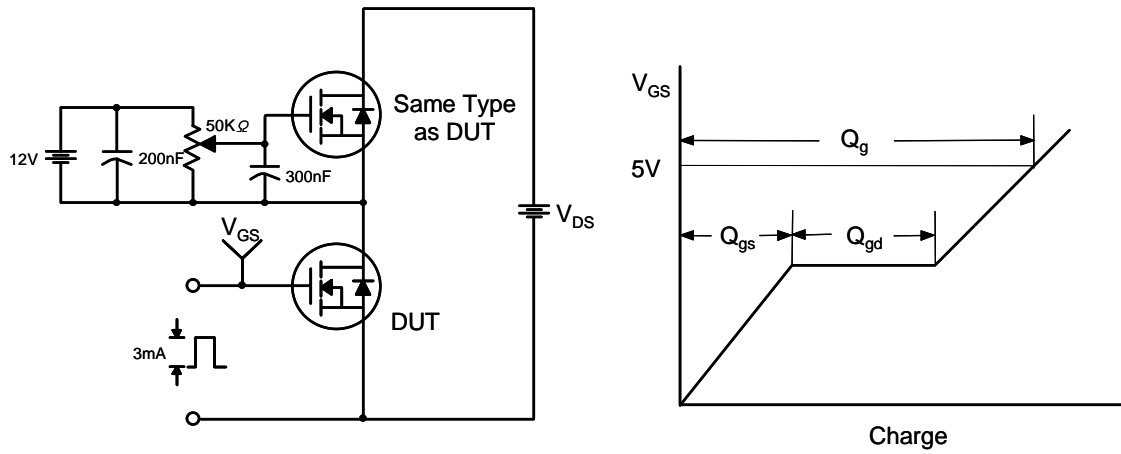 Same Type
as DUT
50KΩ
12V
200nF
300nF
V_GS
V_DS
DUT
3mA
V_GS
Q_g
5V
Q_gs
Q_gd
Charge